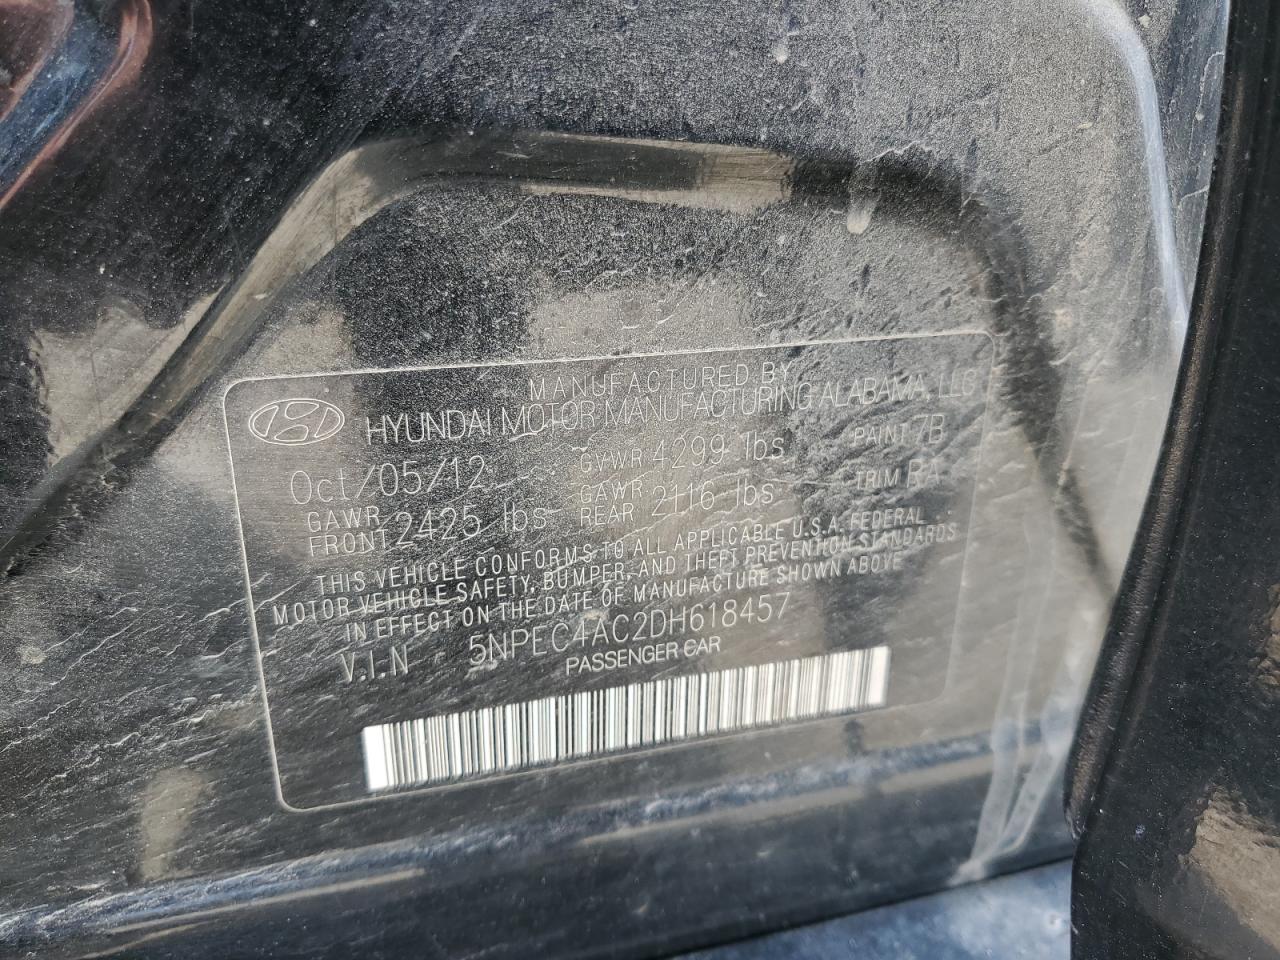 MANUFACTURED BY
HYUNDAI MOTOR MANUFACTURING ALABAMA, LLC
Oct/05/12 GVWR 4299 lbs PAINT 7B
GAWR FRONT 2425 lbs GAWR REAR 2116 lbs TRIM RA
THIS VEHICLE CONFORMS TO ALL APPLICABLE U.S.A. FEDERAL
MOTOR VEHICLE SAFETY, BUMPER, AND THEFT PREVENTION STANDARDS
IN EFFECT ON THE DATE OF MANUFACTURE SHOWN ABOVE
V.I.N 5NPEC4AC2DH618457
PASSENGER CAR